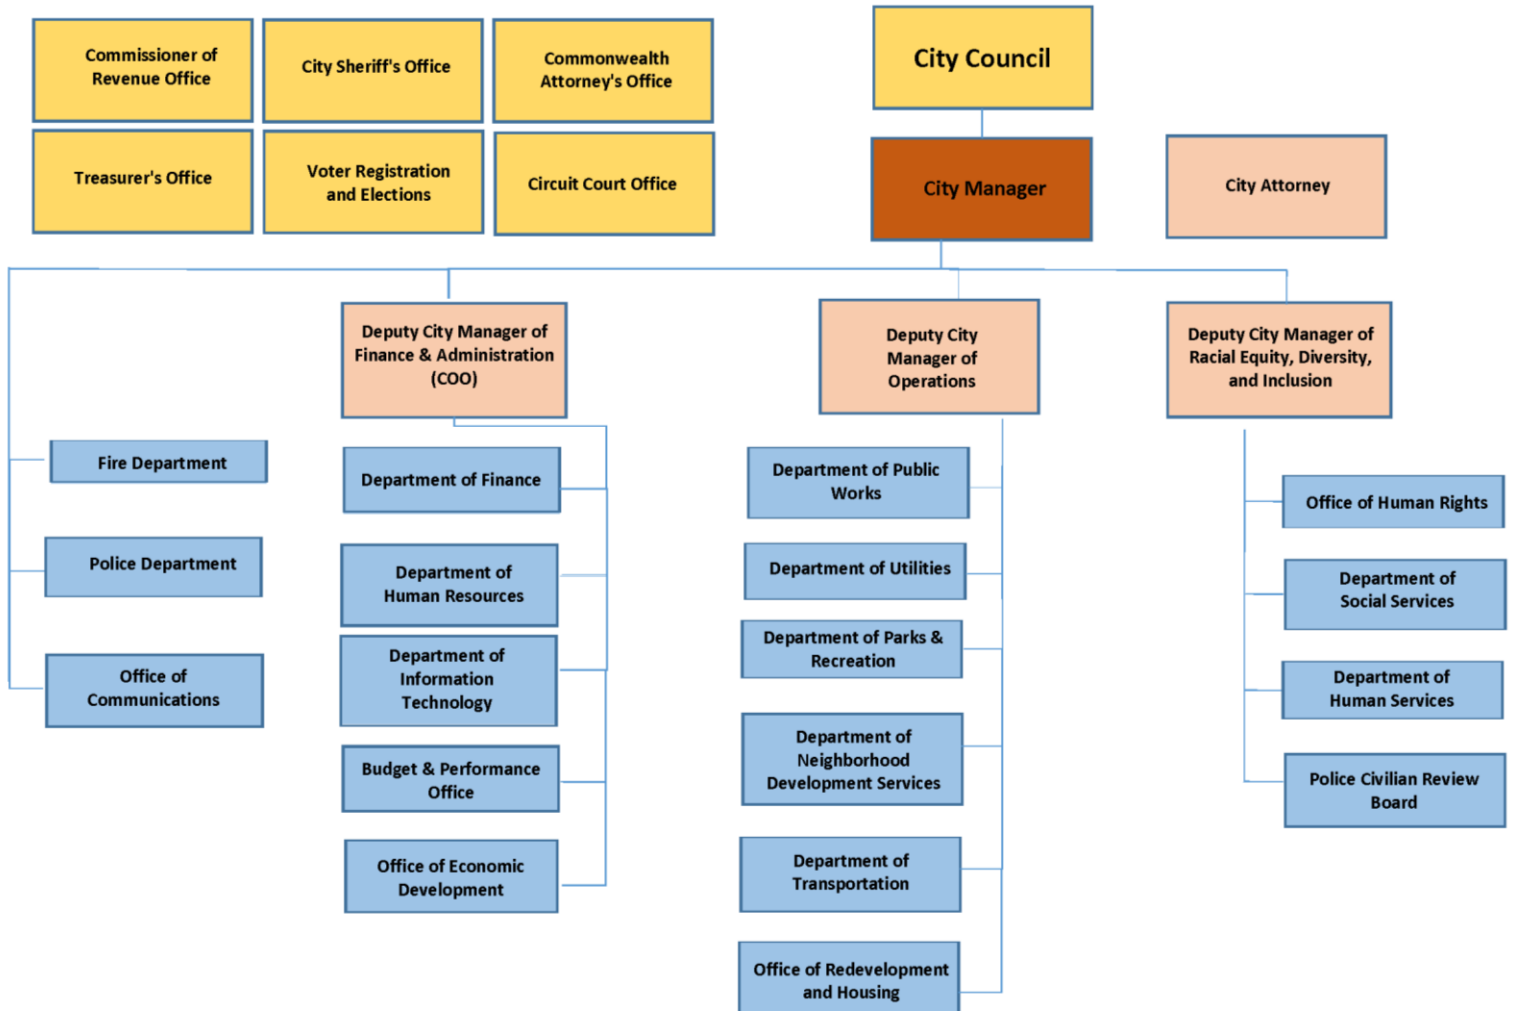 Commissioner of
Revenue Office
City Sheriff's Office
Commonwealth
Attorney's Office
City Council
Treasurer's Office
Voter Registration
and Elections
Circuit Court Office
City Manager
City Attorney
Deputy City Manager of
Finance & Administration
(COO)
Deputy City
Manager of
Operations
Deputy City Manager of
Racial Equity, Diversity,
and Inclusion
Fire Department
Police Department
Office of
Communications
Department of Finance
Department of
Human Resources
Department of
Information
Technology
Budget & Performance
Office
Office of Economic
Development
Department of Public
Works
Department of Utilities
Department of Parks &
Recreation
Department of
Neighborhood
Development Services
Department of
Transportation
Office of Redevelopment
and Housing
Office of Human Rights
Department of
Social Services
Department of
Human Services
Police Civilian Review
Board